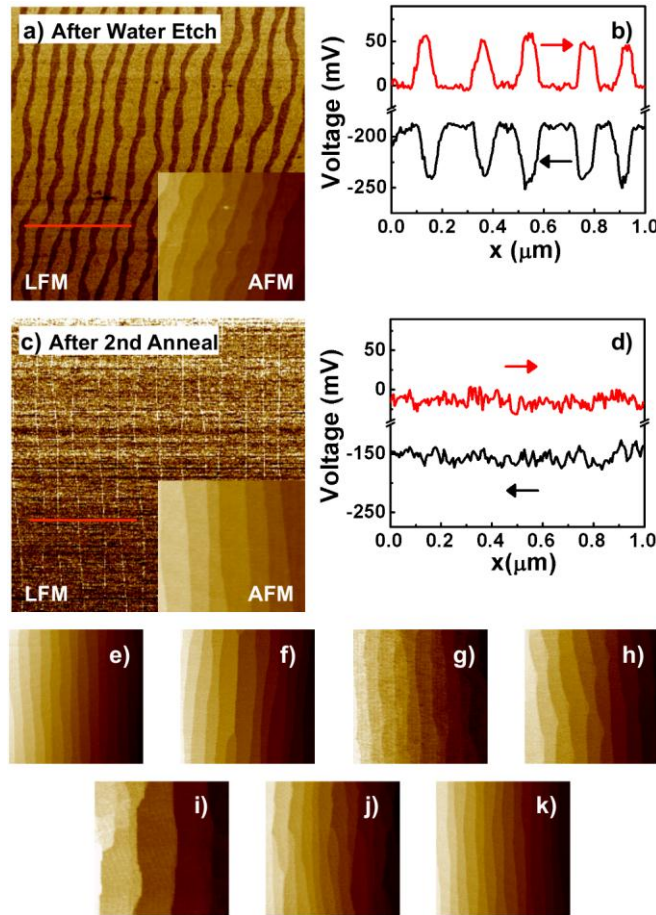 a) After Water Etch
LFM
AFM
b)
Voltage (mV)
50
0
-200
-250
0.0 0.2 0.4 0.6 0.8 1.0
x (μm)
c) After 2nd Anneal
LFM
AFM
d)
Voltage (mV)
50
0
-150
-250
0.0 0.2 0.4 0.6 0.8 1.0
x(μm)
e)
f)
g)
h)
i)
j)
k)